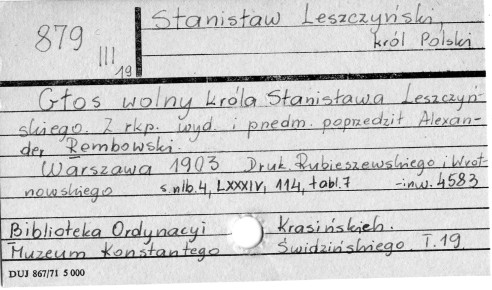 Stanisław Leszczyński,
król Polski
879
III
19
Głos wolny króla Stanisława Leszczyń-
skiego. Z rkp. wyd. i przedm. poprzedził Alexan-
der Rembowski.
Warszawa 1903 Druk. Rubieszewskiego i Wrot-
nowskiego s. nlb. 4, LXXXIV, 114, tabl. 7 -inw. 4583
Biblioteka Ordynacyi Krasińskich.
Muzeum Konstantego Świdzińskiego. T. 19.
DUJ 867/71 5 000